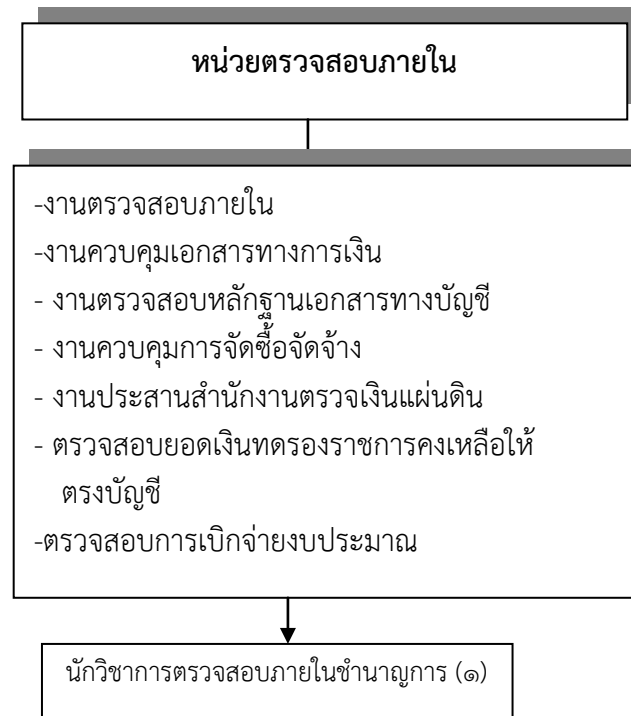 หน่วยตรวจสอบภายใน
-งานตรวจสอบภายใน
-งานควบคุมเอกสารทางการเงิน
- งานตรวจสอบหลักฐานเอกสารทางบัญชี
- งานควบคุมการจัดซื้อจัดจ้าง
- งานประสานสำนักงานตรวจเงินแผ่นดิน
- ตรวจสอบยอดเงินทดรองราชการคงเหลือให้
ตรงบัญชี
-ตรวจสอบการเบิกจ่ายงบประมาณ
นักวิชาการตรวจสอบภายในชำนาญการ (๑)